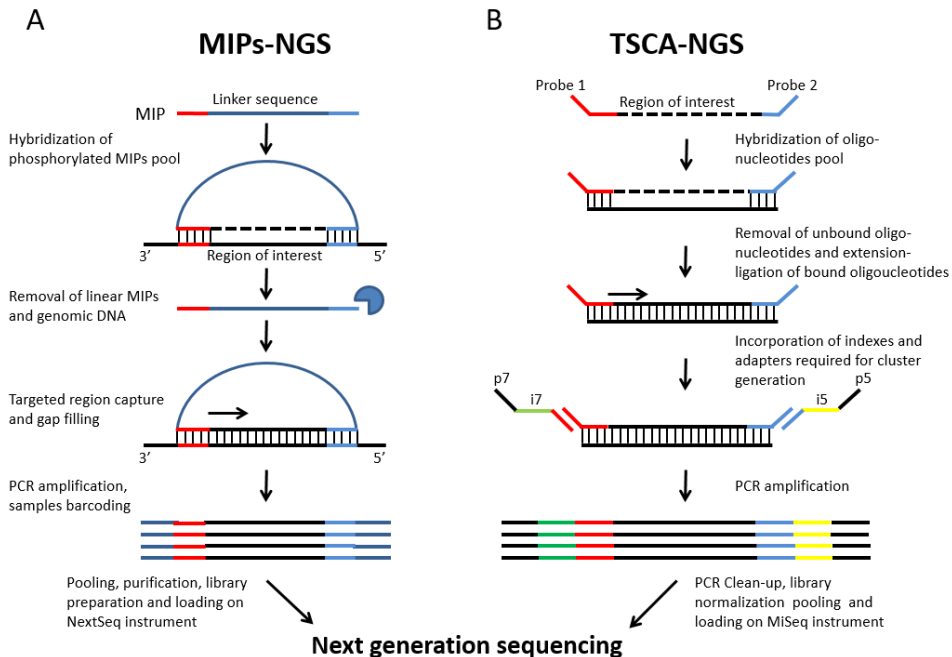 A
MIPs-NGS
MIP
Linker sequence
Hybridization of
phosphorylated MIPs pool
3’
Region of interest
5’
Removal of linear MIPs
and genomic DNA
Targeted region capture
and gap filling
3’
5’
PCR amplification,
samples barcoding
Pooling, purification, library
preparation and loading on
NextSeq instrument
B
TSCA-NGS
Probe 1
Probe 2
Region of interest
Hybridization of oligo-
nucleotides pool
Removal of unbound oligo-
nucleotides and extension-
ligation of bound oligoucleotides
Incorporation of indexes and
adapters required for cluster
generation
p7
i7
i5
p5
PCR amplification
PCR Clean-up, library
normalization pooling and
loading on MiSeq instrument
Next generation sequencing